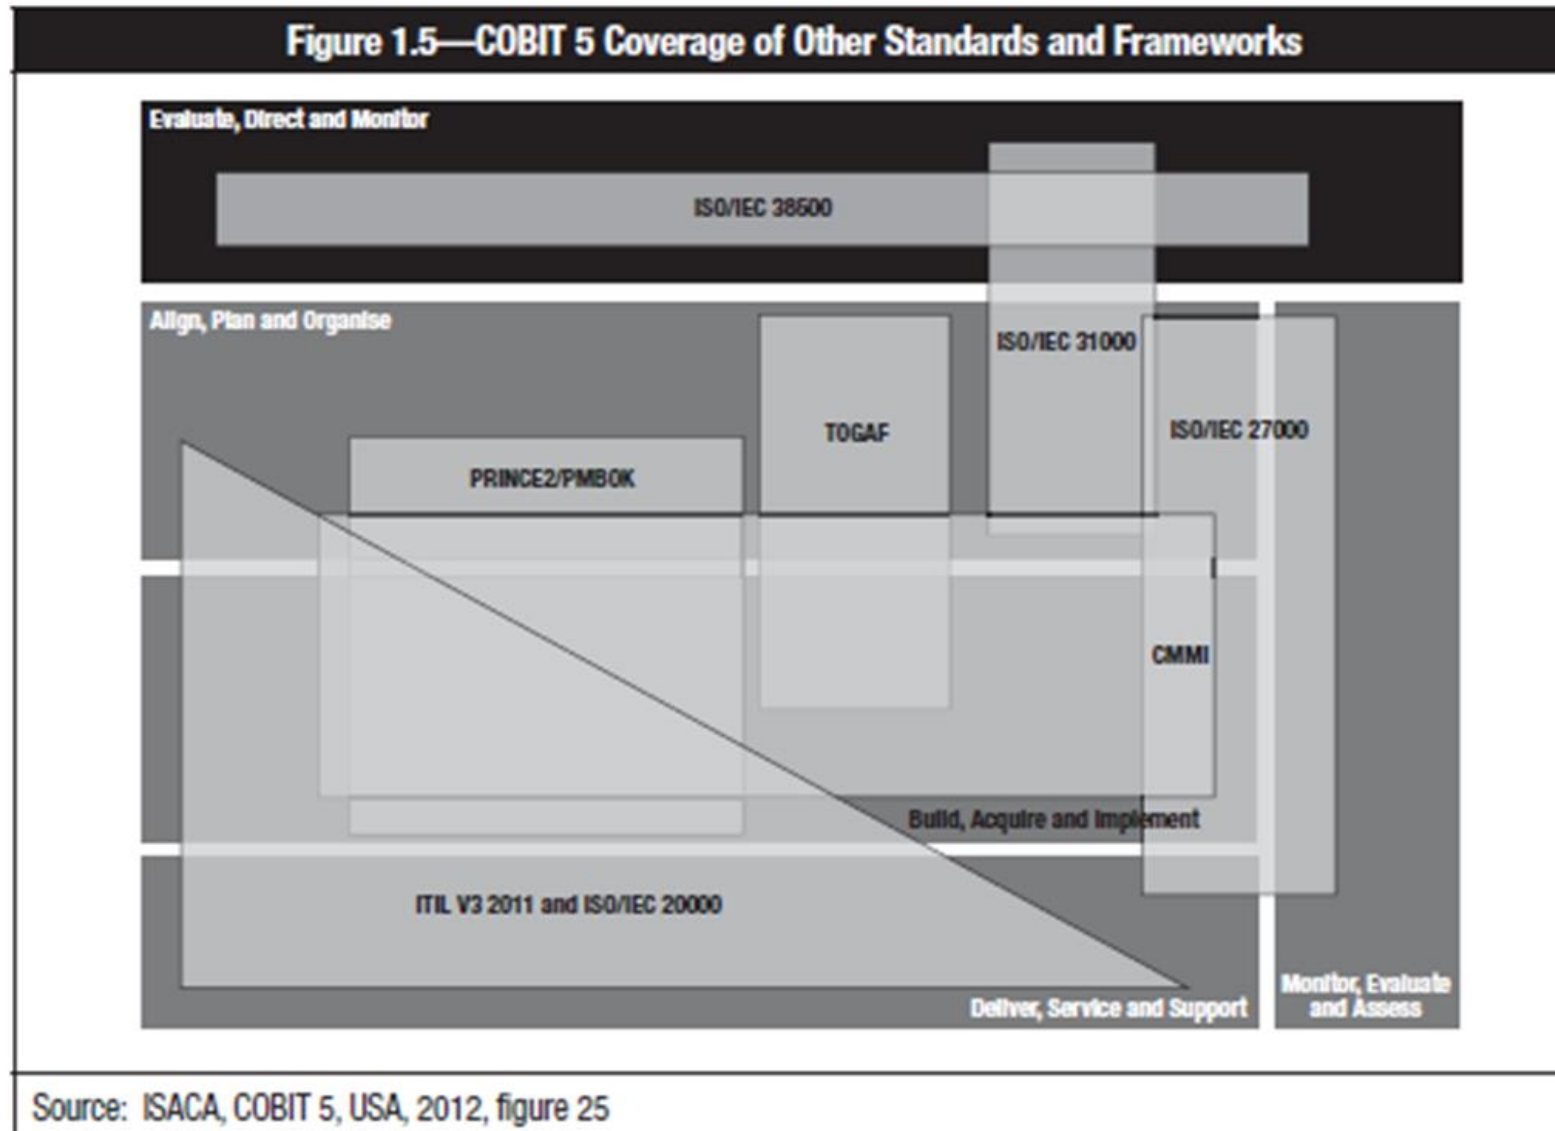 Figure 1.5—COBIT 5 Coverage of Other Standards and Frameworks
Evaluate, Direct and Monitor
ISO/IEC 38500
Align, Plan and Organise
ISO/IEC 31000
TOGAF
ISO/IEC 27000
PRINCE2/PMBOK
CMMI
Build, Acquire and Implement
ITIL V3 2011 and ISO/IEC 20000
Deliver, Service and Support
Monitor, Evaluate
and Assess
Source: ISACA, COBIT 5, USA, 2012, figure 25